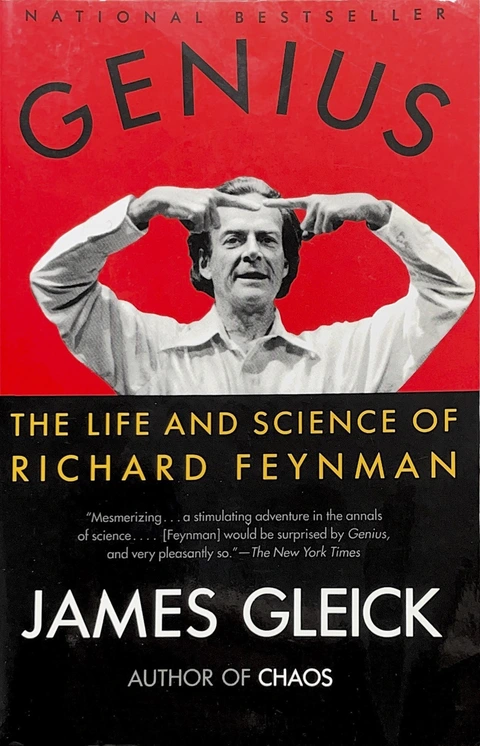 NATIONAL BESTSELLER
GENIUS
THE LIFE AND SCIENCE OF
RICHARD FEYNMAN
“Mesmerizing . . . a stimulating adventure in the annals
of science . . . . [Feynman] would be surprised by Genius,
and very pleasantly so.”—The New York Times
JAMES GLEICK
AUTHOR OF CHAOS